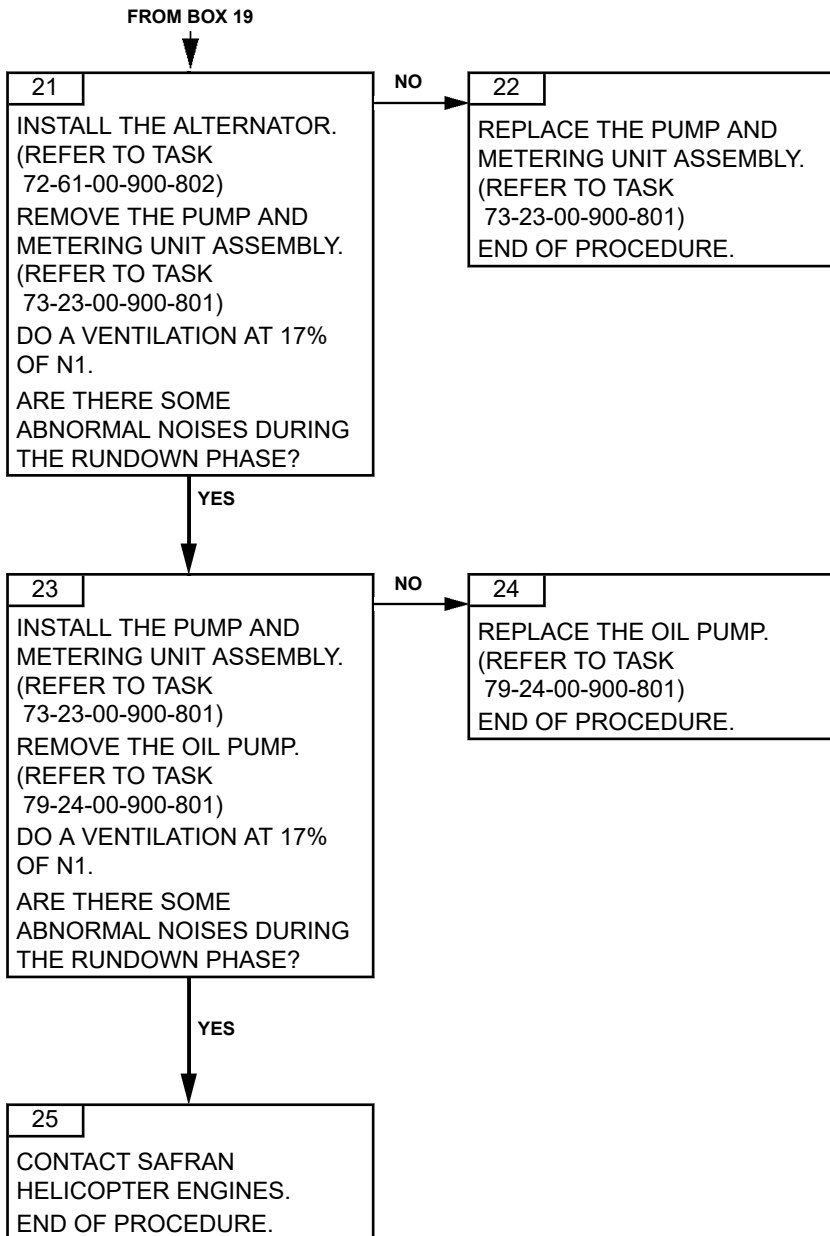 FROM BOX 19
21
INSTALL THE ALTERNATOR.
(REFER TO TASK
72-61-00-900-802)
REMOVE THE PUMP AND
METERING UNIT ASSEMBLY.
(REFER TO TASK
73-23-00-900-801)
DO A VENTILATION AT 17%
OF N1.
ARE THERE SOME
ABNORMAL NOISES DURING
THE RUNDOWN PHASE?
NO
22
REPLACE THE PUMP AND
METERING UNIT ASSEMBLY.
(REFER TO TASK
73-23-00-900-801)
END OF PROCEDURE.
YES
23
INSTALL THE PUMP AND
METERING UNIT ASSEMBLY.
(REFER TO TASK
73-23-00-900-801)
REMOVE THE OIL PUMP.
(REFER TO TASK
79-24-00-900-801)
DO A VENTILATION AT 17%
OF N1.
ARE THERE SOME
ABNORMAL NOISES DURING
THE RUNDOWN PHASE?
NO
24
REPLACE THE OIL PUMP.
(REFER TO TASK
79-24-00-900-801)
END OF PROCEDURE.
YES
25
CONTACT SAFRAN
HELICOPTER ENGINES.
END OF PROCEDURE.